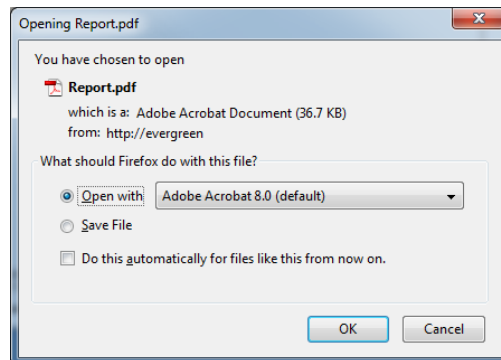 Opening Report.pdf
You have chosen to open
Report.pdf
which is a: Adobe Acrobat Document (36.7 KB)
from: http://evergreen
What should Firefox do with this file?
Open with Adobe Acrobat 8.0 (default)
Save File
Do this automatically for files like this from now on.
OK Cancel